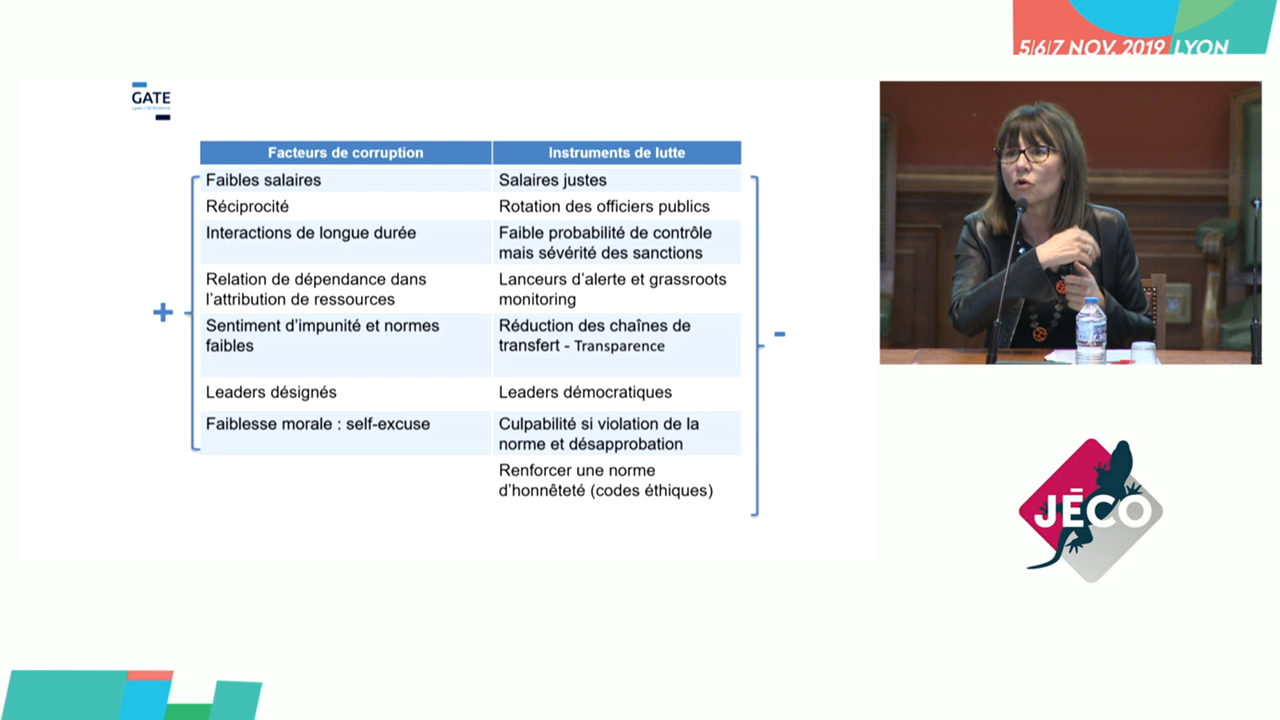 5|6|7 NOV. 2019 LYON
GATE
Lyon / St-Etienne
Facteurs de corruption
Instruments de lutte
Faibles salaires
Salaires justes
Réciprocité
Rotation des officiers publics
Interactions de longue durée
Faible probabilité de contrôle
mais sévérité des sanctions
Relation de dépendance dans
l'attribution de ressources
Lanceurs d'alerte et grassroots
monitoring
Sentiment d'impunité et normes
faibles
Réduction des chaînes de
transfert - Transparence
Leaders désignés
Leaders démocratiques
Faiblesse morale : self-excuse
Culpabilité si violation de la
norme et désapprobation
Renforcer une norme
d'honnêteté (codes éthiques)
+
-
JĒCO